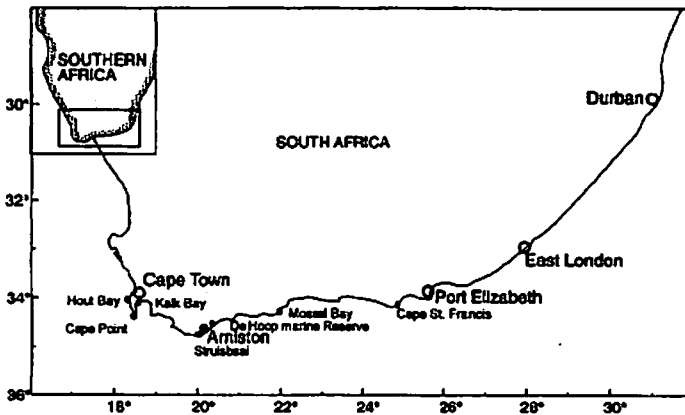 SOUTHERN
AFRICA
30°
Durban
SOUTH AFRICA
32°
East London
Cape Town
34°
Hout Bay
Kalk Bay
Port Elizabeth
Mossel Bay
Cape St. Francis
Cape Point
De Hoop marine Reserve
Arniston
Struisbaai
36°
18°
20°
22°
24°
26°
28°
30°